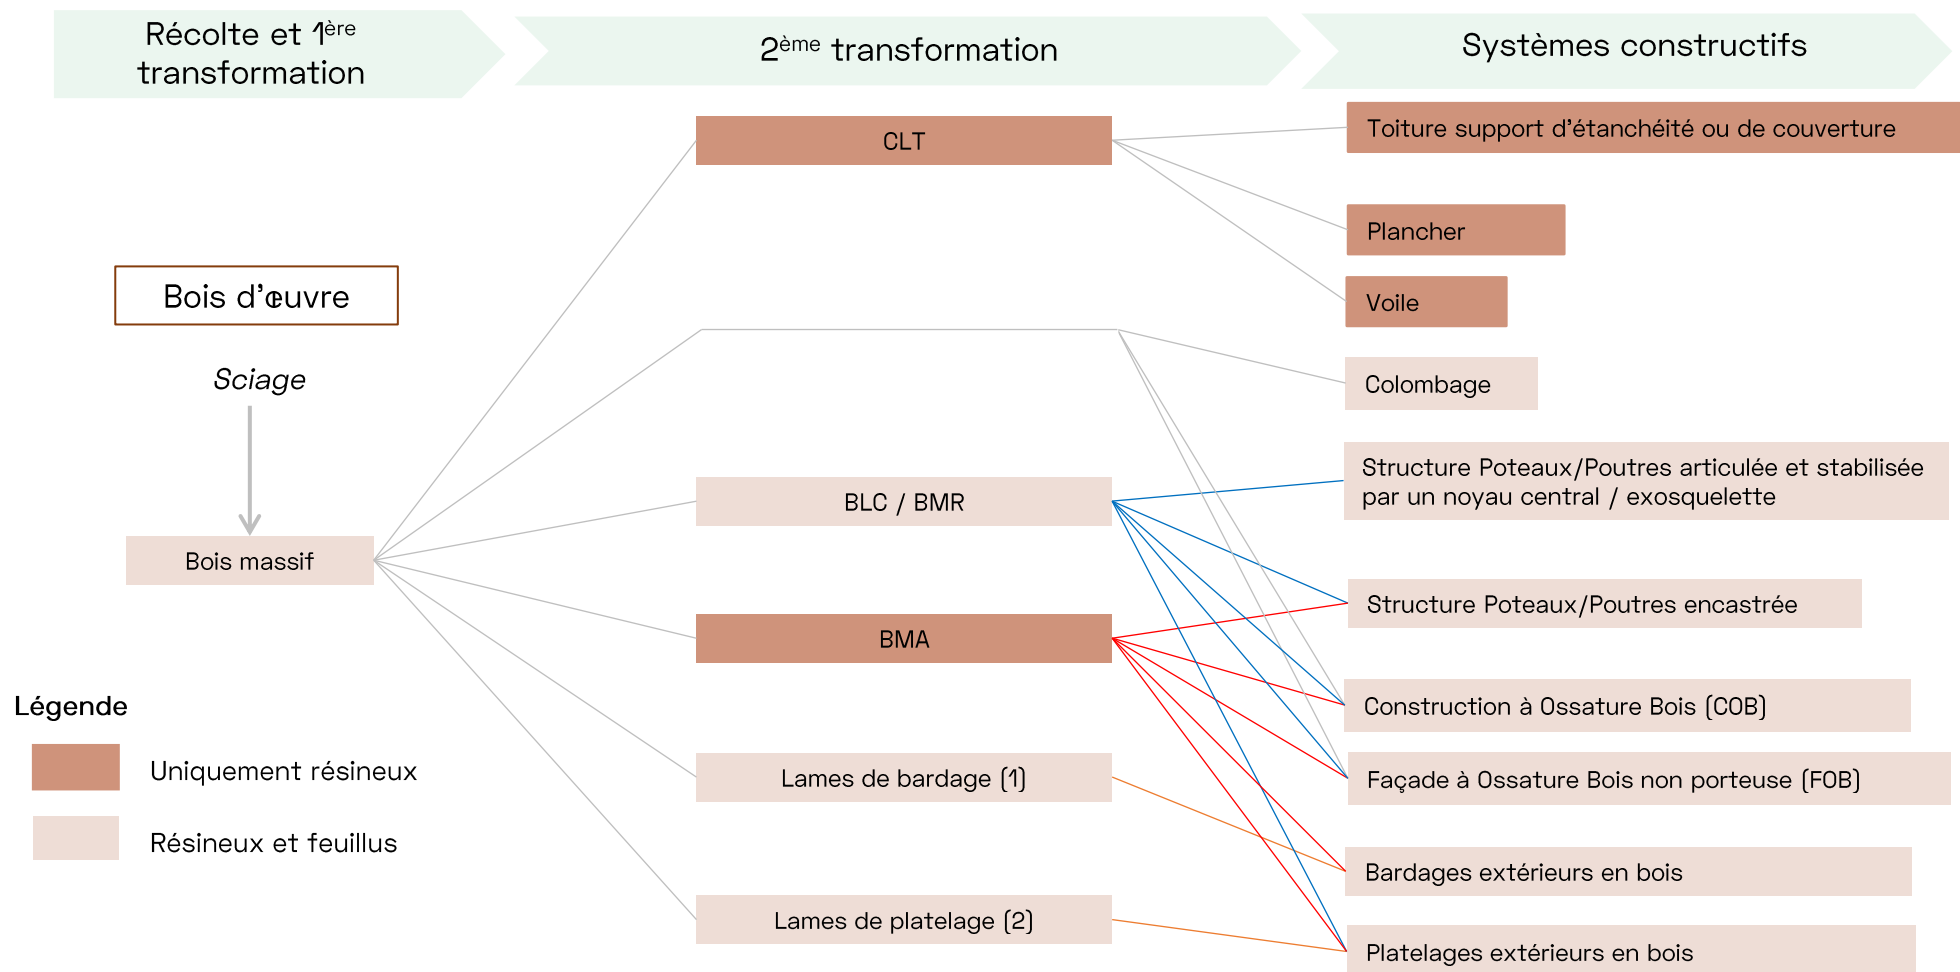 Récolte et 1ère
transformation
2ème transformation
Systèmes constructifs
Bois d’œuvre
Sciage
Bois massif
Légende
Uniquement résineux
Résineux et feuillus
CLT
BLC / BMR
BMA
Lames de bardage (1)
Lames de platelage (2)
Toiture support d’étanchéité ou de couverture
Plancher
Voile
Colombage
Structure Poteaux/Poutres articulée et stabilisée
par un noyau central / exosquelette
Structure Poteaux/Poutres encastrée
Construction à Ossature Bois (COB)
Façade à Ossature Bois non porteuse (FOB)
Bardages extérieurs en bois
Platelages extérieurs en bois